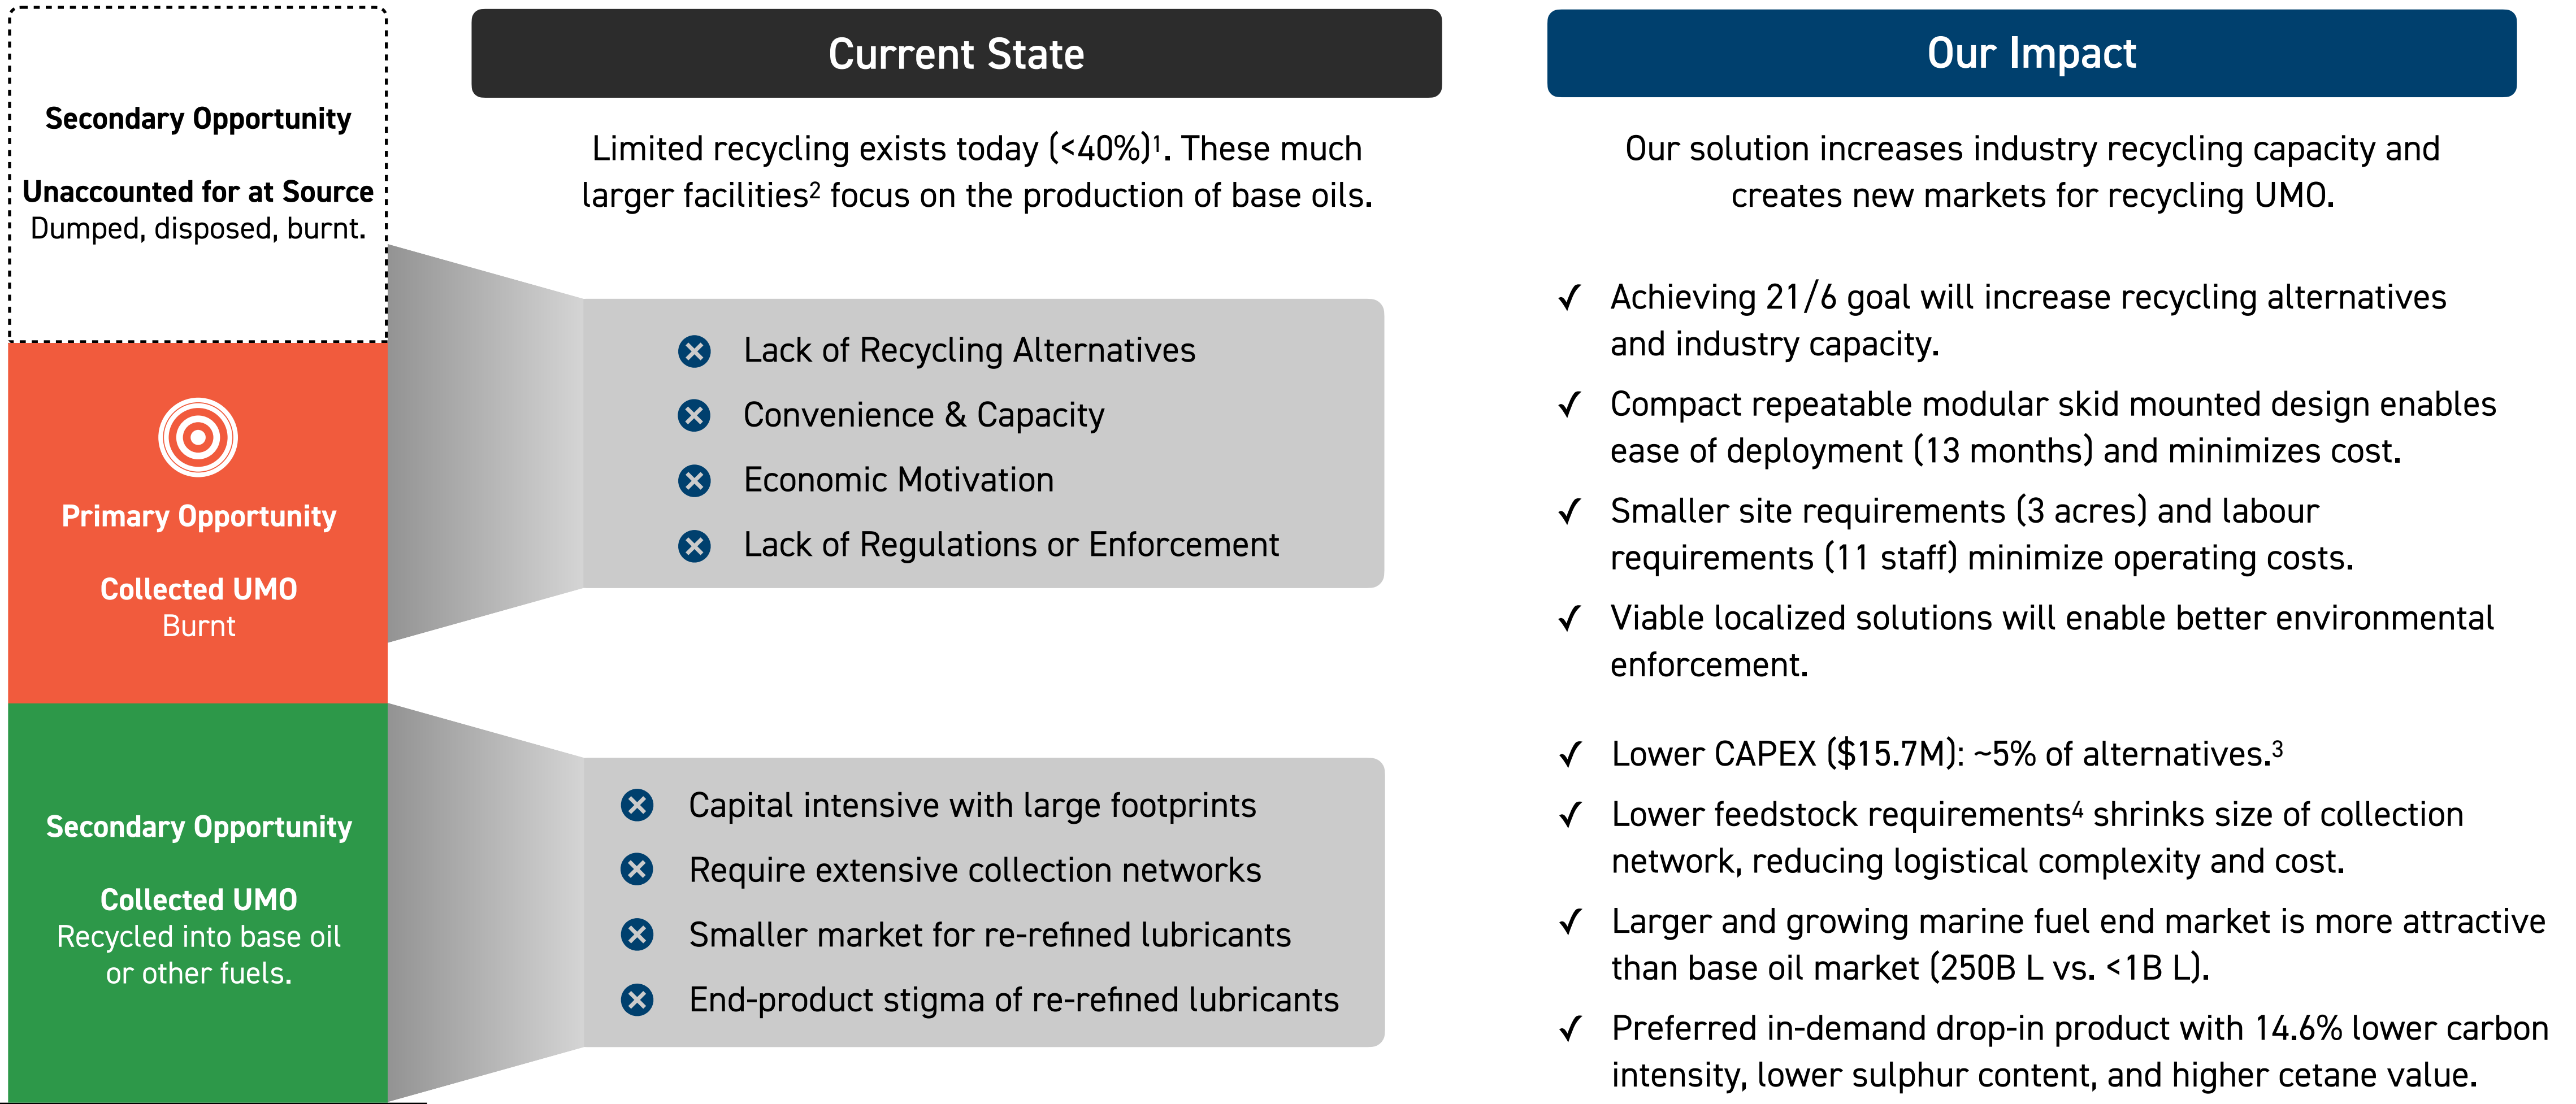 Secondary Opportunity
Unaccounted for at Source
Dumped, disposed, burnt.
Primary Opportunity
Collected UMO
Burnt
Secondary Opportunity
Collected UMO
Recycled into base oil
or other fuels.
Current State
Limited recycling exists today (<40%)¹. These much
larger facilities² focus on the production of base oils.
Lack of Recycling Alternatives
Convenience & Capacity
Economic Motivation
Lack of Regulations or Enforcement
Capital intensive with large footprints
Require extensive collection networks
Smaller market for re-refined lubricants
End-product stigma of re-refined lubricants
Our Impact
Our solution increases industry recycling capacity and
creates new markets for recycling UMO.
✓ Achieving 21/6 goal will increase recycling alternatives
and industry capacity.
✓ Compact repeatable modular skid mounted design enables
ease of deployment (13 months) and minimizes cost.
✓ Smaller site requirements (3 acres) and labour
requirements (11 staff) minimize operating costs.
✓ Viable localized solutions will enable better environmental
enforcement.
✓ Lower CAPEX ($15.7M): ~5% of alternatives.³
✓ Lower feedstock requirements⁴ shrinks size of collection
network, reducing logistical complexity and cost.
✓ Larger and growing marine fuel end market is more attractive
than base oil market (250B L vs. <1B L).
✓ Preferred in-demand drop-in product with 14.6% lower carbon
intensity, lower sulphur content, and higher cetane value.